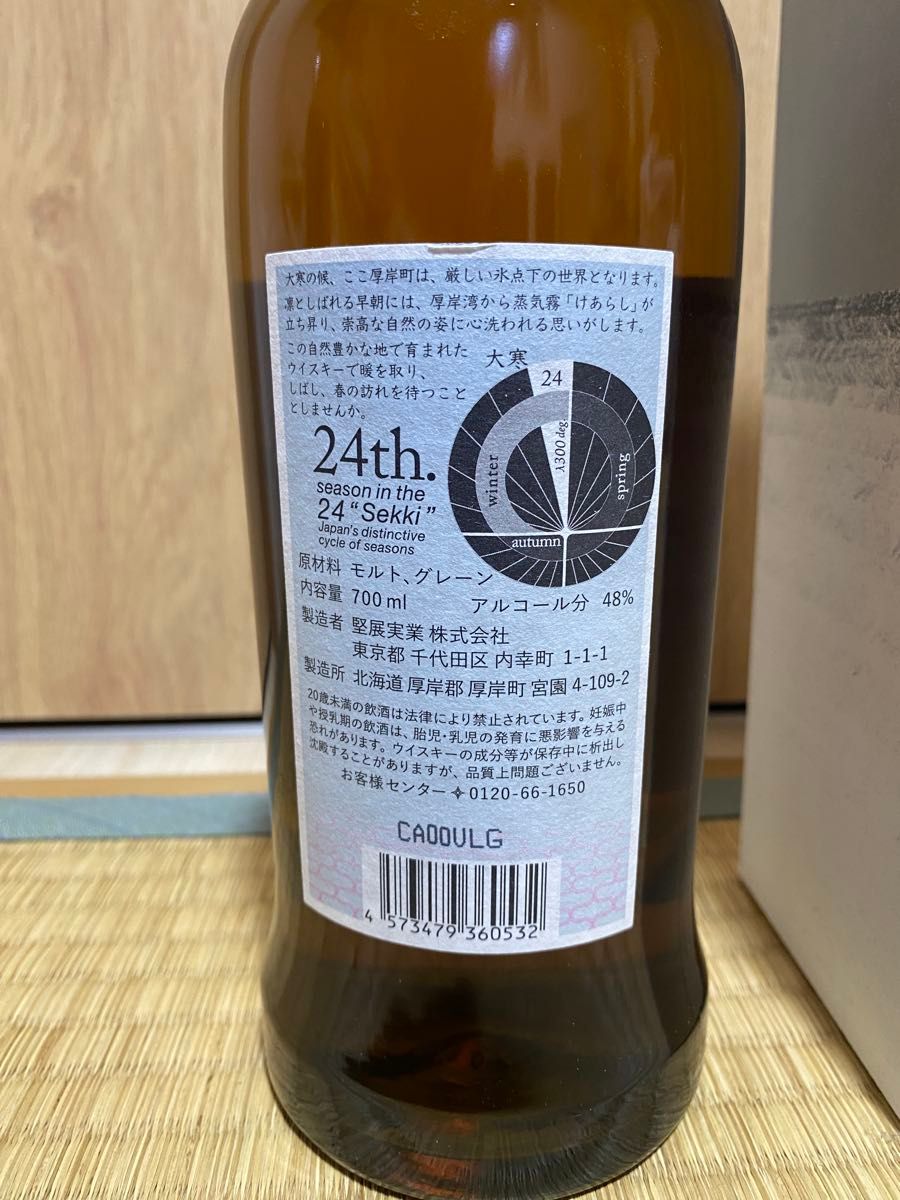 大寒の候、ここ厚岸町は、厳しい氷点下の世界となります。
凛としばれる早朝には、厚岸湾から蒸気霧「けあらし」が
立ち昇り、崇高な自然の姿に心洗われる思いがします。
この自然豊かな地で育まれた
ウイスキーで暖を取り、
しばし、春の訪れを待つこと
としませんか。
大寒
24
λ300 deg
winter
spring
autumn
24th.
season in the
24 “Sekki”
Japan's distinctive
cycle of seasons
原材料 モルト、グレーン
内容量 700 ml アルコール分 48%
製造者 堅展実業 株式会社
東京都 千代田区 内幸町 1-1-1
製造所 北海道 厚岸郡 厚岸町 宮園 4-109-2
20歳未満の飲酒は法律により禁止されています。妊娠中
や授乳期の飲酒は、胎児・乳児の発育に悪影響を与える
恐れがあります。ウイスキーの成分等が保存中に析出し
沈殿することがありますが、品質上問題ございません。
お客様センター✧0120-66-1650
CA00VLG
4 573479 360532